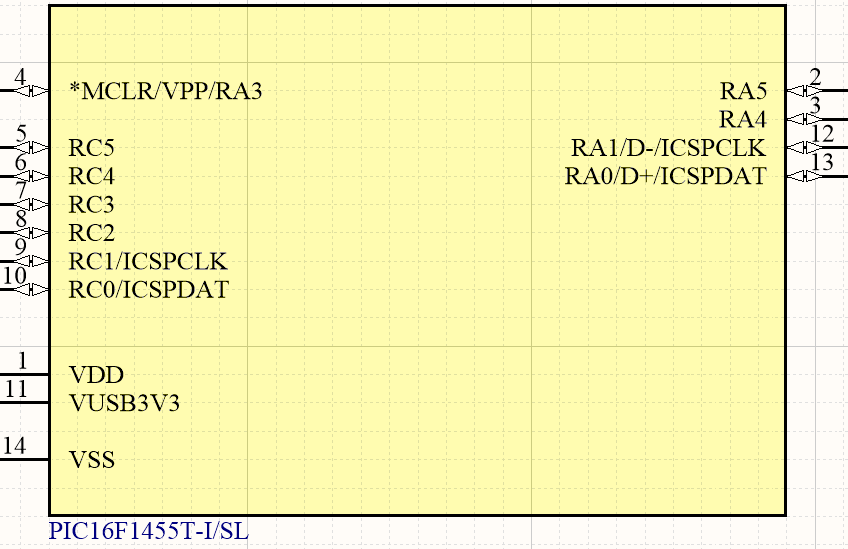 4 *MCLR/VPP/RA3 RA5 2
RA4 3
5 RC5 RA1/D-/ICSPCLK 12
6 RC4 RA0/D+/ICSPDAT 13
7 RC3
8 RC2
9 RC1/ICSPCLK
10 RC0/ICSPDAT
1 VDD
11 VUSB3V3
14 VSS
PIC16F1455T-I/SL